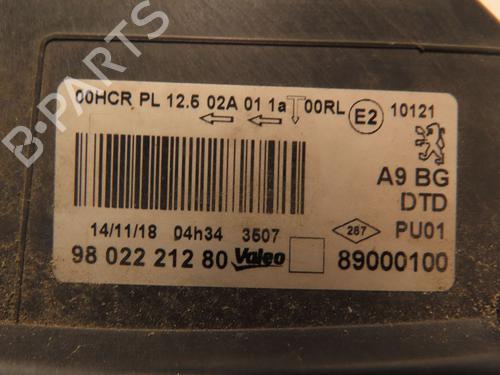 00HCR PL 12.5 02A 01 1a 00RL E2 10121
A9 BG
DTD
14/11/18 04h34 3507 267 PU01
98 022 212 80 Valeo 89000100